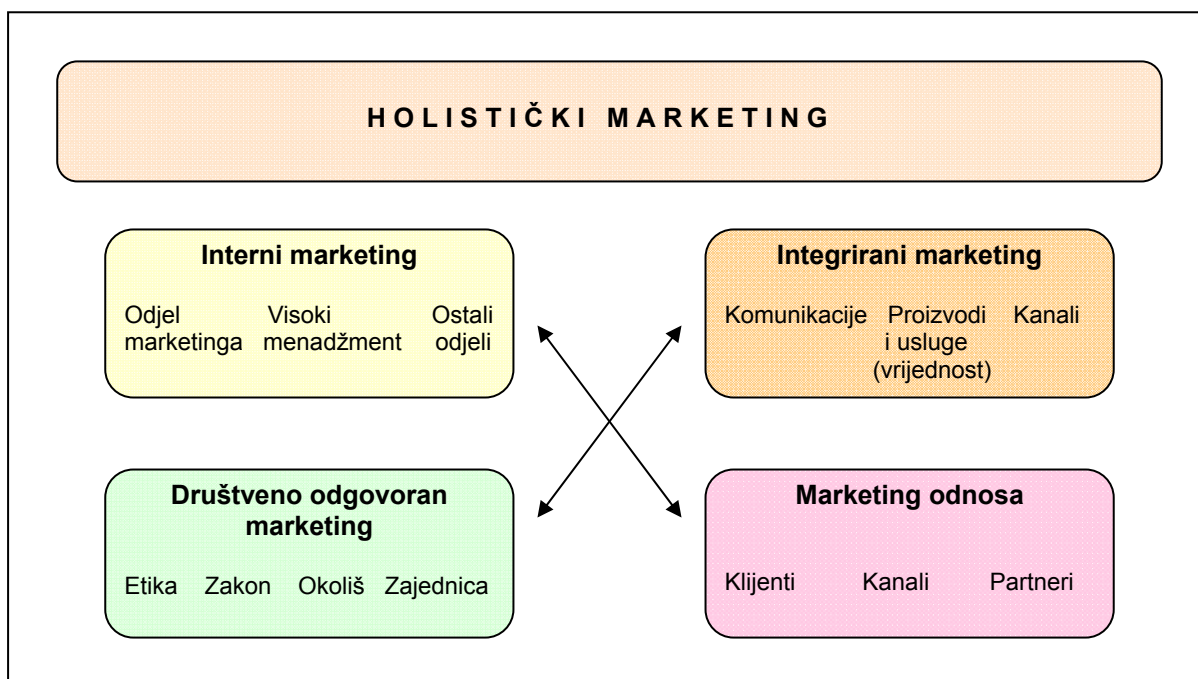 HOLISTIČKI MARKETING
Interni marketing
Odjel Visoki Ostali
marketinga menadžment odjeli
Integrirani marketing
Komunikacije Proizvodi Kanali
i usluge
(vrijednost)
Društveno odgovoran
marketing
Etika Zakon Okoliš Zajednica
Marketing odnosa
Klijenti Kanali Partneri